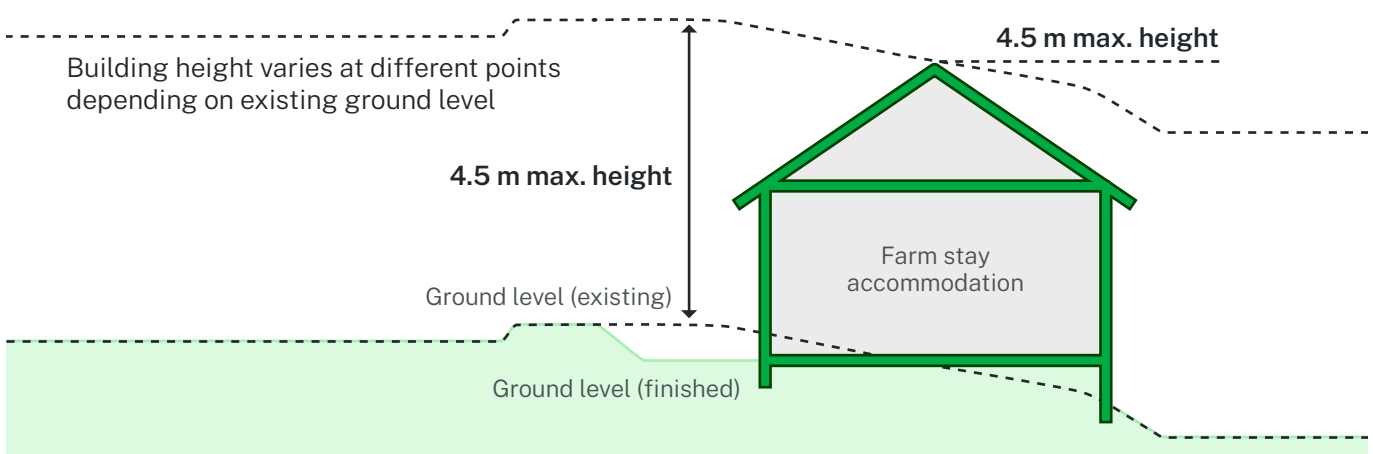 4.5 m max. height
Building height varies at different points
depending on existing ground level
4.5 m max. height
Farm stay
accommodation
Ground level (existing)
Ground level (finished)